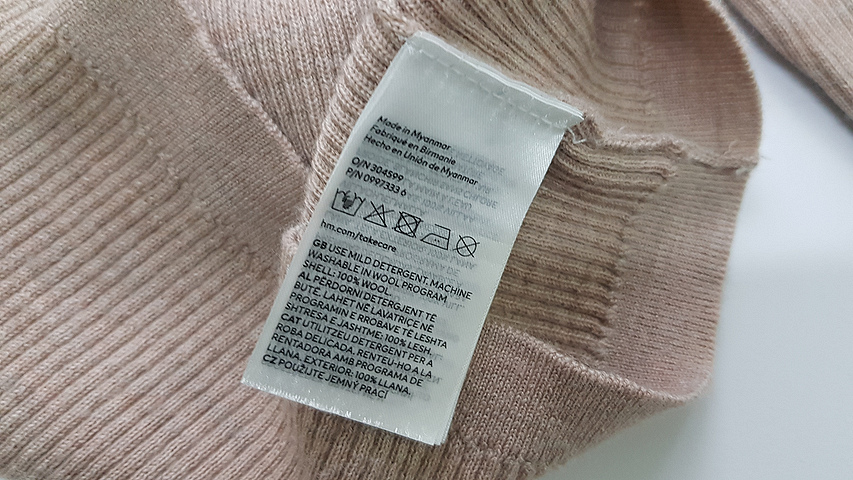 Made in Myanmar
Fabriqué en Birmanie
Hecho en Unión de Myanmar
O/N 304599
P/N 0997333 6
hm.com/takecare
GB USE MILD DETERGENT. MACHINE
WASHABLE IN WOOL PROGRAM
SHELL: 100% WOOL
AL PËRDORNI DETERGJENT TË
BUTË. LAHET NË LAVATRIÇE NË
PROGRAMIN E RROBAVE TË LESHTA
SHTRESA E JASHTME: 100% LESH.
CAT UTILITZEU DETERGENT PER A
ROBA DELICADA. RENTEU-HO A LA
RENTADORA AMB PROGRAMA DE
LLANA. EXTERIOR: 100% LLANA.
CZ POUŽIJTE JEMNÝ PRACÍ